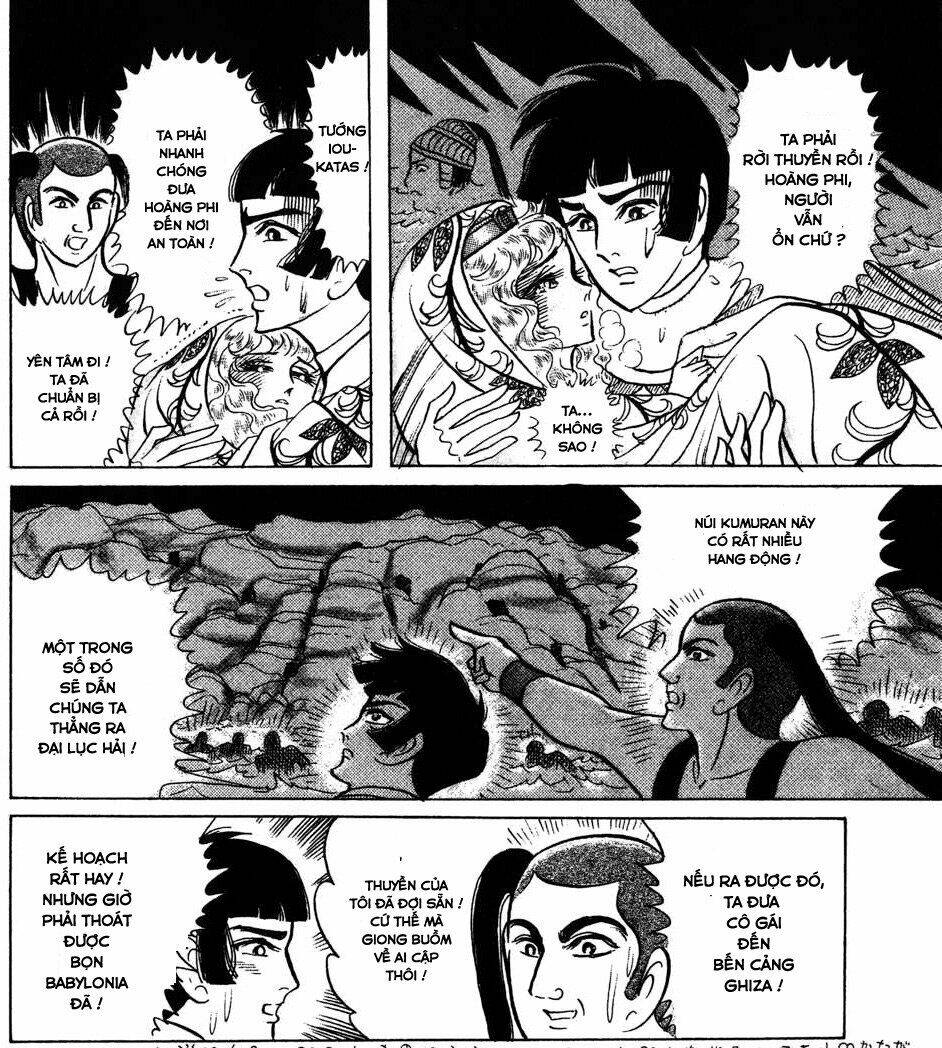 TA PHẢI
RỜI THUYỀN RỒI !
HOÀNG PHI,
NGƯỜI
VẪN
ỔN CHỨ ?
TA...
KHÔNG
SAO !
TƯỚNG
IOU-
KATAS !
TA PHẢI
NHANH
CHÓNG
ĐƯA
HOÀNG PHI
ĐẾN NƠI
AN TOÀN !
YÊN TÂM ĐI !
TA ĐÃ
CHUẨN BỊ
CẢ RỒI !
NÚI KUMURAN NÀY
CÓ RẤT NHIỀU
HANG ĐỘNG !
MỘT TRONG
SỐ ĐÓ
SẼ DẪN
CHÚNG TA
THẲNG RA
ĐẠI LỤC HẢI !
NẾU RA ĐƯỢC ĐÓ,
TA ĐƯA
CÔ GÁI
ĐẾN
BẾN CẢNG
GHIZA !
THUYỀN CỦA
TÔI ĐÃ ĐỢI SẴN !
CỨ THẾ MÀ
GIONG BUỒM
VỀ AI CẬP
THÔI !
KẾ HOẠCH
RẤT HAY !
NHƯNG GIỜ
PHẢI THOÁT
ĐƯỢC
BỌN
BABYLONIA
ĐÃ !